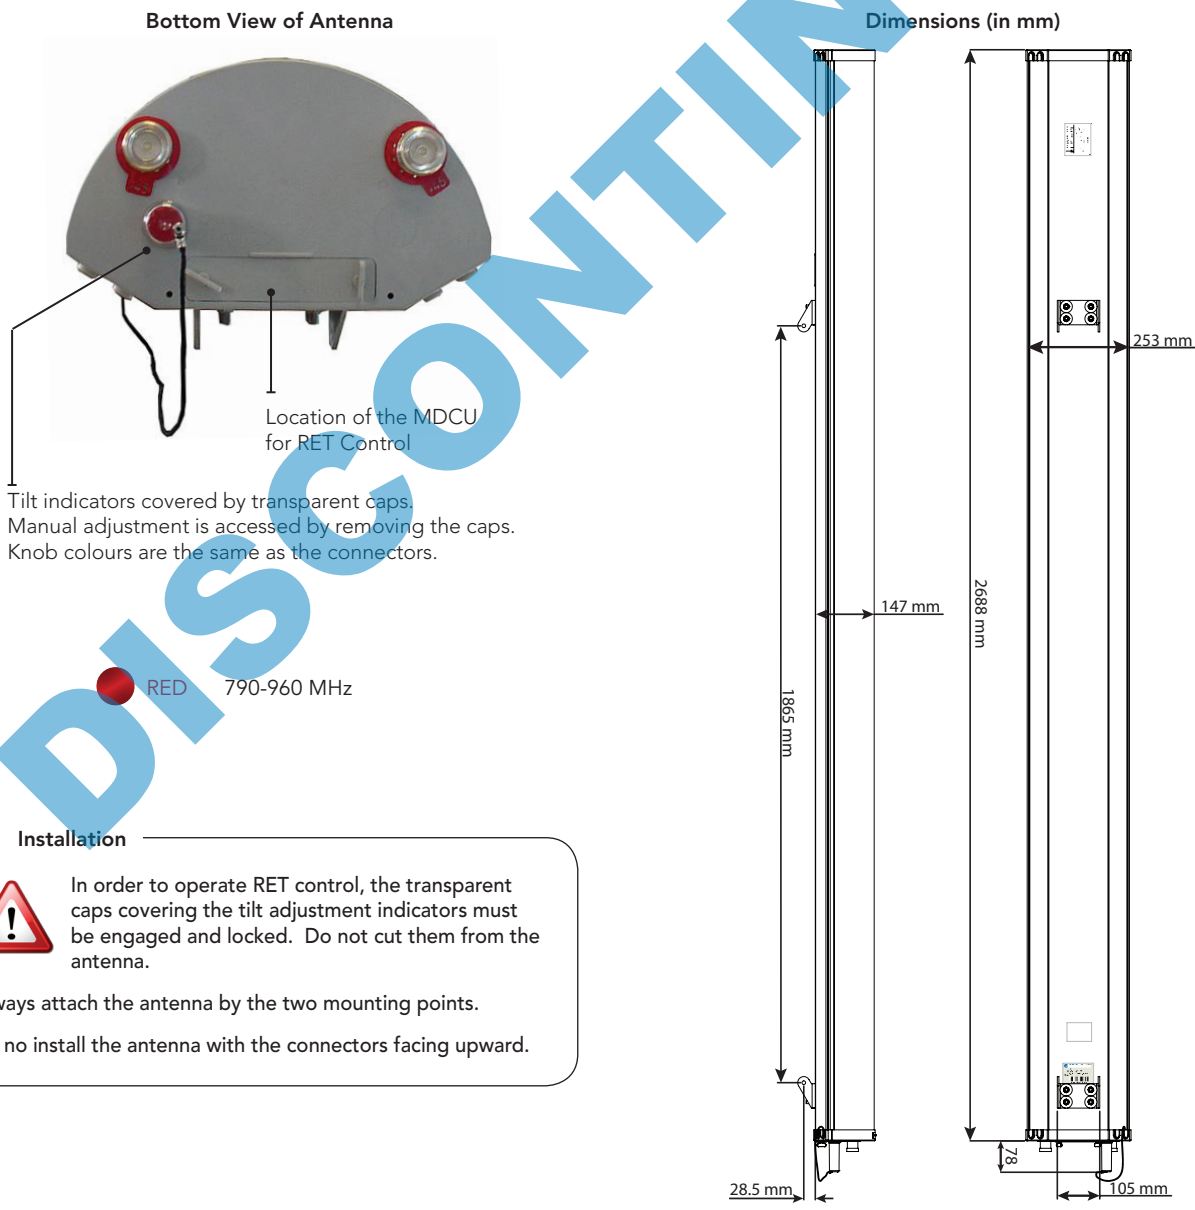 Bottom View of Antenna
Location of the MDCU
for RET Control
Tilt indicators covered by transparent caps.
Manual adjustment is accessed by removing the caps.
Knob colours are the same as the connectors.
RED 790-960 MHz
Installation
!
In order to operate RET control, the transparent
caps covering the tilt adjustment indicators must
be engaged and locked. Do not cut them from the
antenna.
ways attach the antenna by the two mounting points.
no install the antenna with the connectors facing upward.
Dimensions (in mm)
253 mm
147 mm
2688 mm
1865 mm
78
28.5 mm
105 mm
DISCONTIN